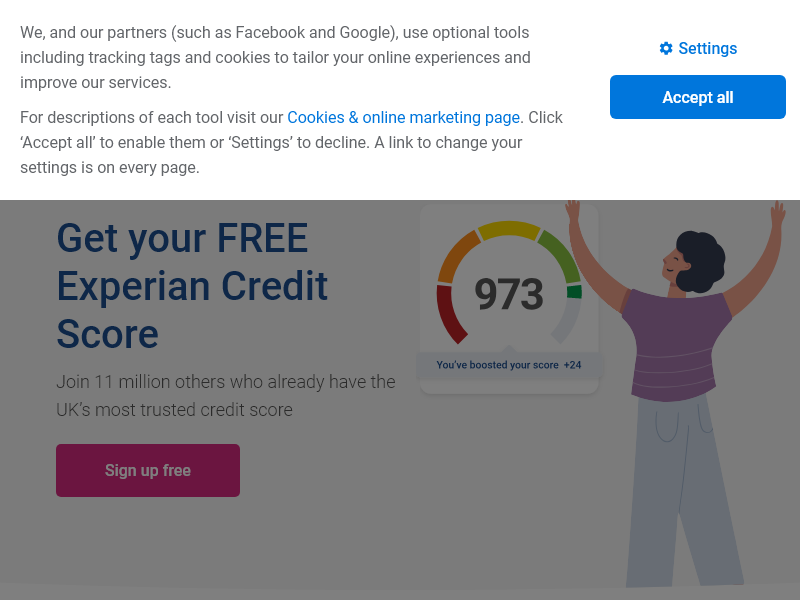 We, and our partners (such as Facebook and Google), use optional tools
including tracking tags and cookies to tailor your online experiences and
improve our services.
For descriptions of each tool visit our Cookies & online marketing page. Click
‘Accept all’ to enable them or ‘Settings’ to decline. A link to change your
settings is on every page.
Settings
Accept all
Get your FREE
Experian Credit
Score
Join 11 million others who already have the
UK’s most trusted credit score
Sign up free
973
You’ve boosted your score +24